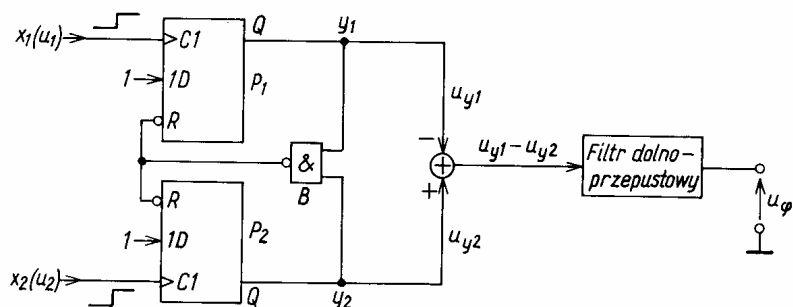 x1(u1)
C1
Q
y1
1
1D
P1
R
uy1
&
B
−
+
+
uy1 − uy2
Filtr dolno-
przepustowy
uφ
R
1
1D
P2
uy2
x2(u2)
C1
Q
y2